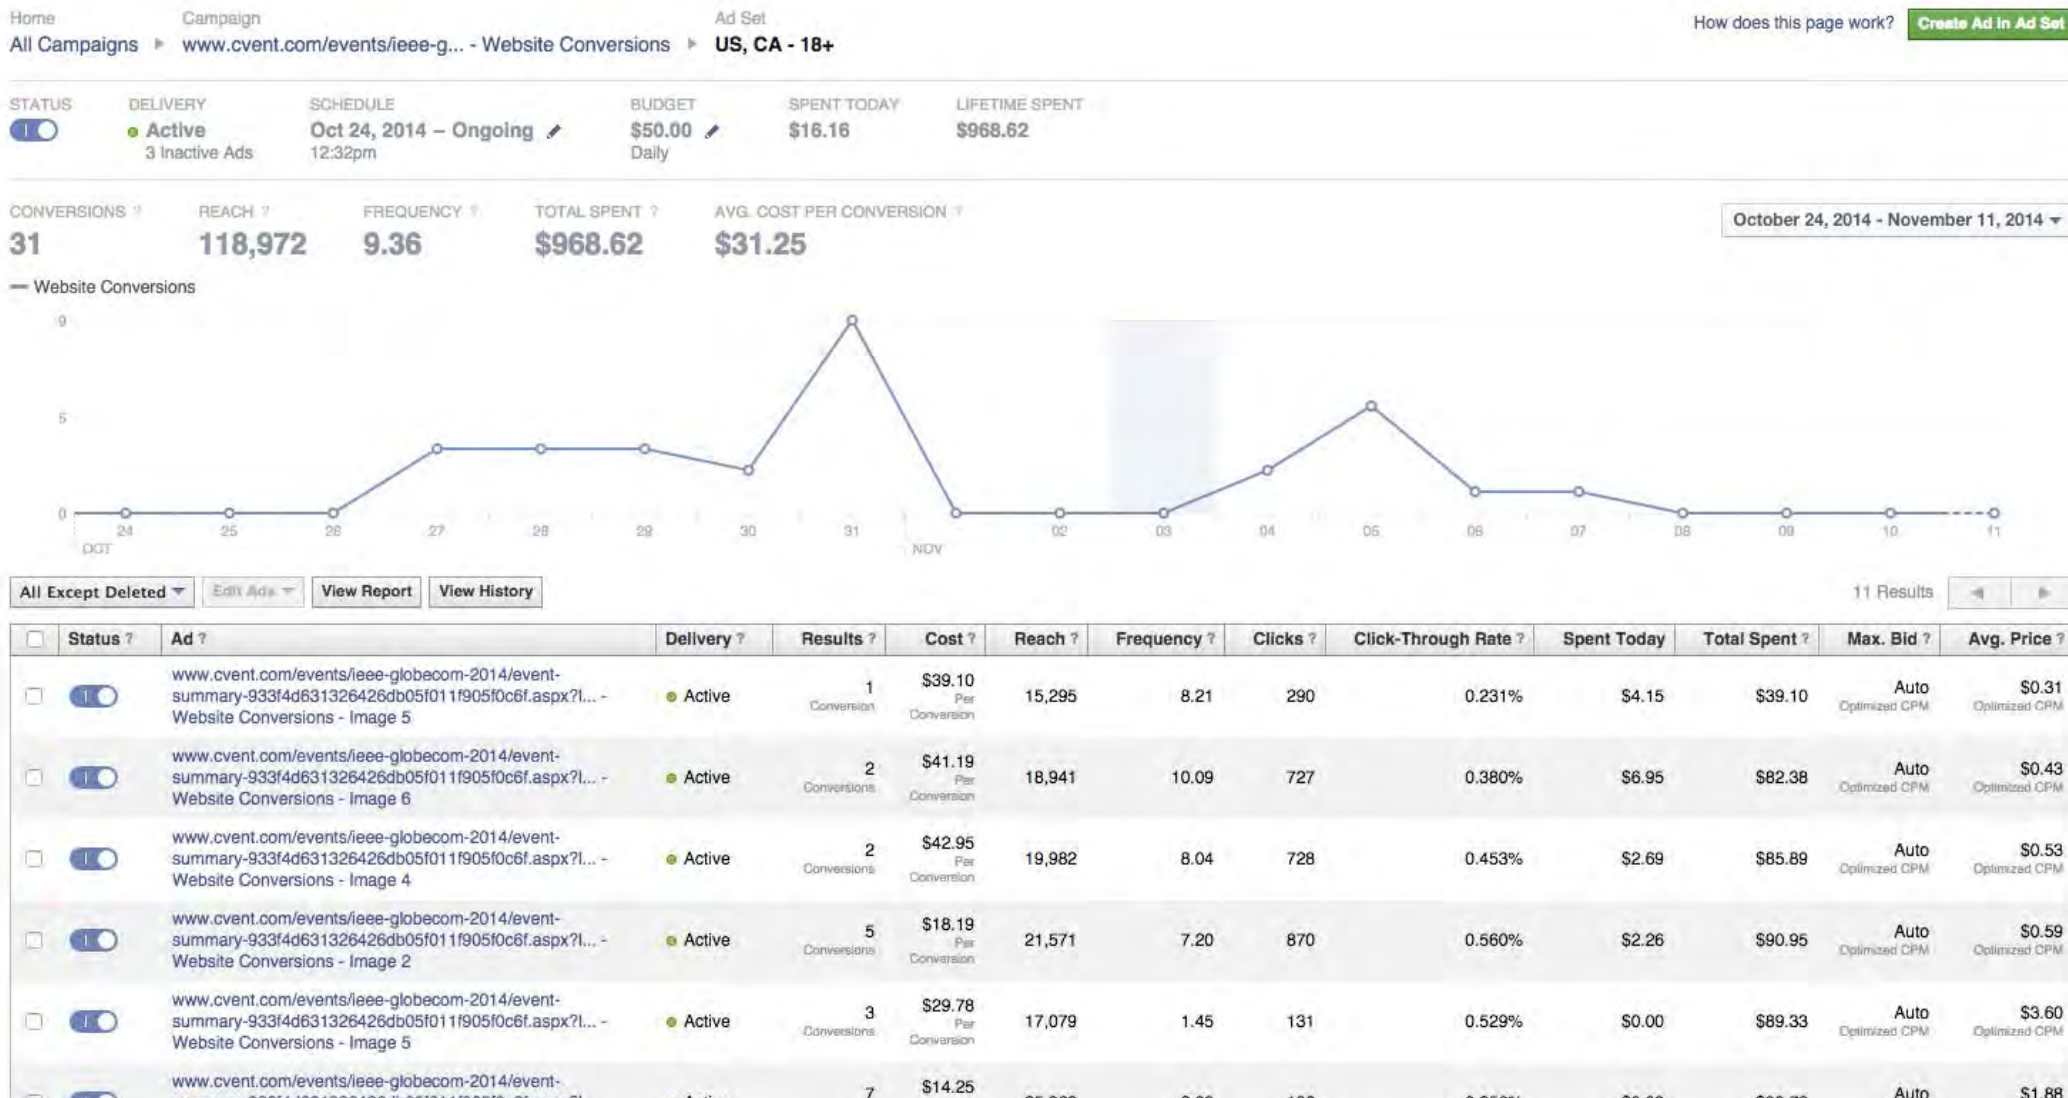 Home Campaign Ad Set
How does this page work? Create Ad in Ad Set
All Campaigns www.cvent.com/events/ieee-g... - Website Conversions US, CA - 18+
STATUS DELIVERY SCHEDULE BUDGET SPENT TODAY LIFETIME SPENT
Active Oct 24, 2014 – Ongoing $50.00 $16.16 $968.62
3 Inactive Ads 12:32pm Daily
CONVERSIONS ? REACH ? FREQUENCY ? TOTAL SPENT ? AVG. COST PER CONVERSION ?
31 118,972 9.36 $968.62 $31.25
October 24, 2014 - November 11, 2014
Website Conversions
9
5
0
24 25 26 27 28 29 30 31 02 03 04 05 06 07 08 09 10 11
OCT NOV
All Except Deleted Edit Ads View Report View History 11 Results
Status ? Ad ? Delivery ? Results ? Cost ? Reach ? Frequency ? Clicks ? Click-Through Rate ? Spent Today Total Spent ? Max. Bid ? Avg. Price ?
www.cvent.com/events/ieee-globecom-2014/event-
summary-933f4d631326426db05f011f905f0c6f.aspx?l... -
Website Conversions - Image 5
Active 1 Conversion $39.10 Per Conversion 15,295 8.21 290 0.231% $4.15 $39.10 Auto Optimized CPM $0.31 Optimized CPM
www.cvent.com/events/ieee-globecom-2014/event-
summary-933f4d631326426db05f011f905f0c6f.aspx?l... -
Website Conversions - Image 6
Active 2 Conversions $41.19 Per Conversion 18,941 10.09 727 0.380% $6.95 $82.38 Auto Optimized CPM $0.43 Optimized CPM
www.cvent.com/events/ieee-globecom-2014/event-
summary-933f4d631326426db05f011f905f0c6f.aspx?l... -
Website Conversions - Image 4
Active 2 Conversions $42.95 Per Conversion 19,982 8.04 728 0.453% $2.69 $85.89 Auto Optimized CPM $0.53 Optimized CPM
www.cvent.com/events/ieee-globecom-2014/event-
summary-933f4d631326426db05f011f905f0c6f.aspx?l... -
Website Conversions - Image 2
Active 5 Conversions $18.19 Per Conversion 21,571 7.20 870 0.560% $2.26 $90.95 Auto Optimized CPM $0.59 Optimized CPM
www.cvent.com/events/ieee-globecom-2014/event-
summary-933f4d631326426db05f011f905f0c6f.aspx?l... -
Website Conversions - Image 5
Active 3 Conversions $29.78 Per Conversion 17,079 1.45 131 0.529% $0.00 $89.33 Auto Optimized CPM $3.60 Optimized CPM
www.cvent.com/events/ieee-globecom-2014/event-
7 $14.25 Auto $1.88